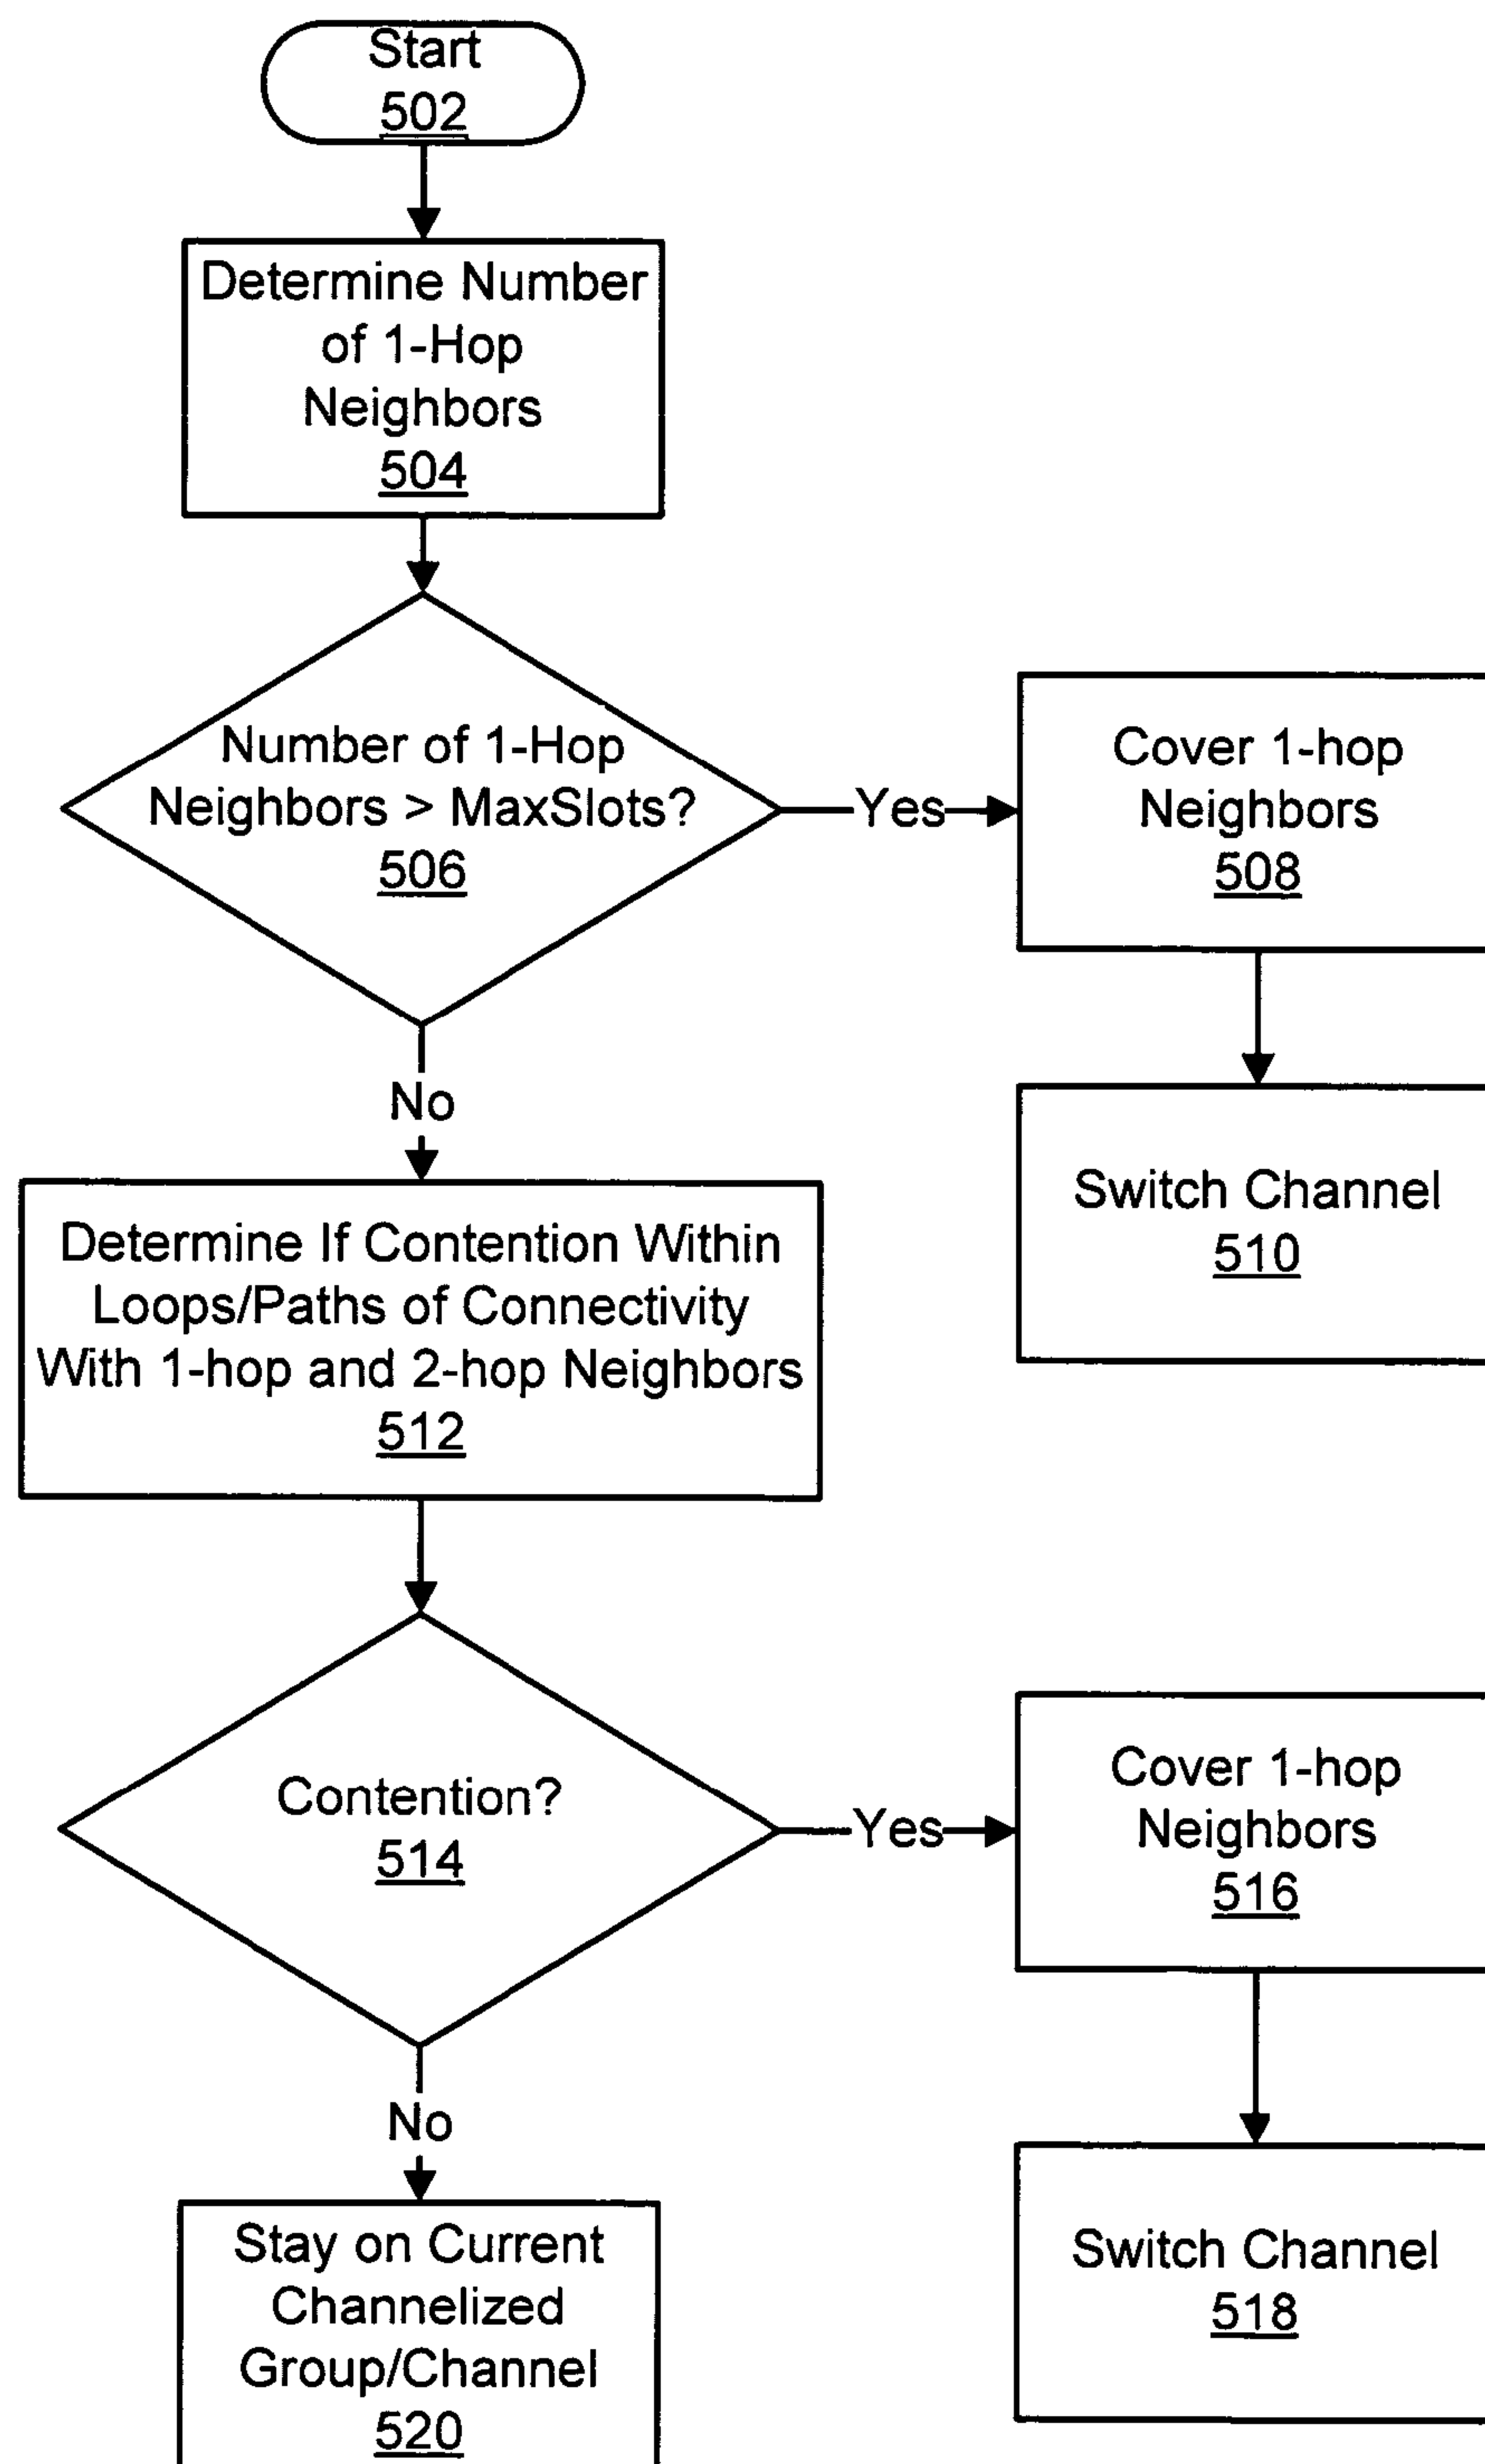 Start
502
Determine Number
of 1-Hop
Neighbors
504
Number of 1-Hop
Neighbors > MaxSlots?
506
Yes
Cover 1-hop
Neighbors
508
Switch Channel
510
No
Determine If Contention Within
Loops/Paths of Connectivity
With 1-hop and 2-hop Neighbors
512
Contention?
514
Yes
Cover 1-hop
Neighbors
516
Switch Channel
518
No
Stay on Current
Channelized
Group/Channel
520